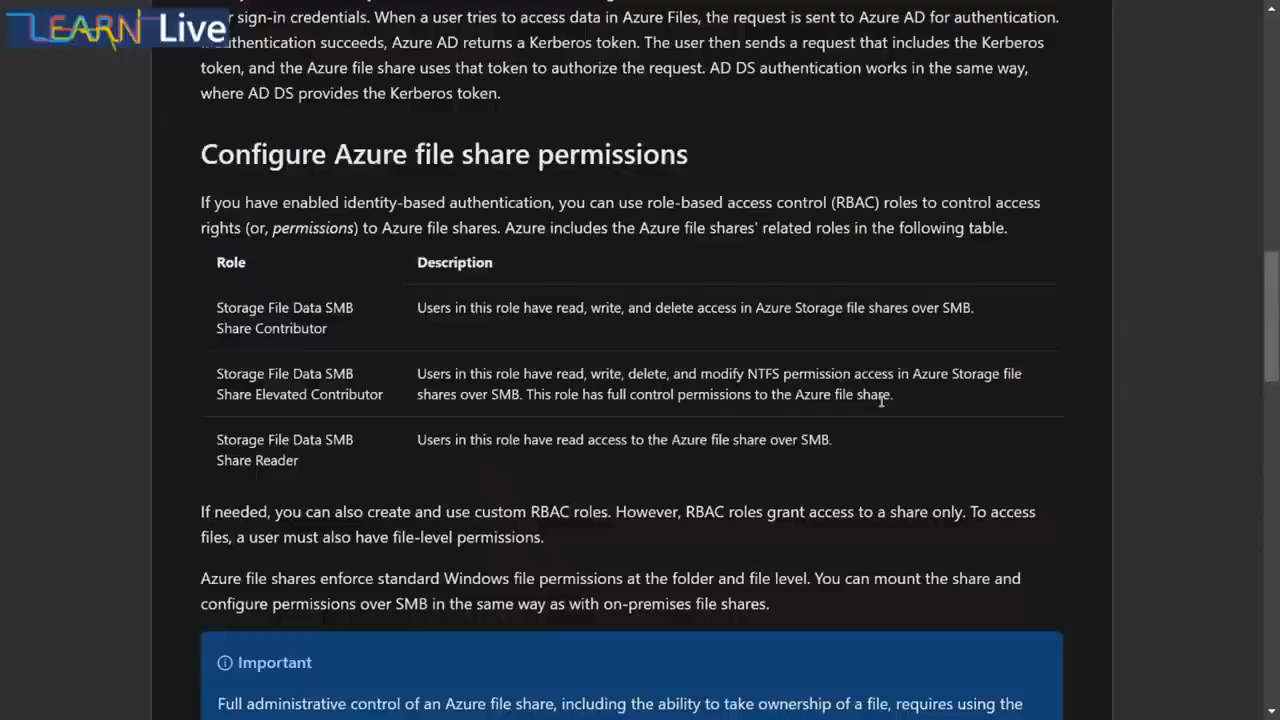 LEARN Live
sign-in credentials. When a user tries to access data in Azure Files, the request is sent to Azure AD for authentication.
authentication succeeds, Azure AD returns a Kerberos token. The user then sends a request that includes the Kerberos
token, and the Azure file share uses that token to authorize the request. AD DS authentication works in the same way,
where AD DS provides the Kerberos token.
Configure Azure file share permissions
If you have enabled identity-based authentication, you can use role-based access control (RBAC) roles to control access
rights (or, permissions) to Azure file shares. Azure includes the Azure file shares' related roles in the following table.
Role Description
Storage File Data SMB Users in this role have read, write, and delete access in Azure Storage file shares over SMB.
Share Contributor
Storage File Data SMB Users in this role have read, write, delete, and modify NTFS permission access in Azure Storage file
Share Elevated Contributor shares over SMB. This role has full control permissions to the Azure file share.
Storage File Data SMB Users in this role have read access to the Azure file share over SMB.
Share Reader
If needed, you can also create and use custom RBAC roles. However, RBAC roles grant access to a share only. To access
files, a user must also have file-level permissions.
Azure file shares enforce standard Windows file permissions at the folder and file level. You can mount the share and
configure permissions over SMB in the same way as with on-premises file shares.
Important
Full administrative control of an Azure file share, including the ability to take ownership of a file, requires using the